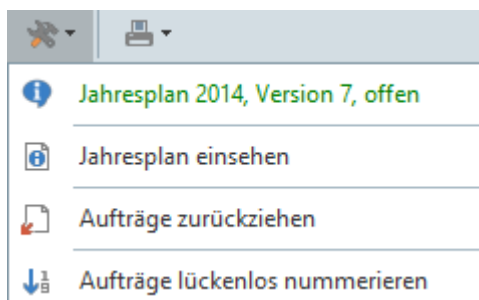 Jahresplan 2014, Version 7, offen
Jahresplan einsehen
Aufträge zurückziehen
Aufträge lückenlos nummerieren